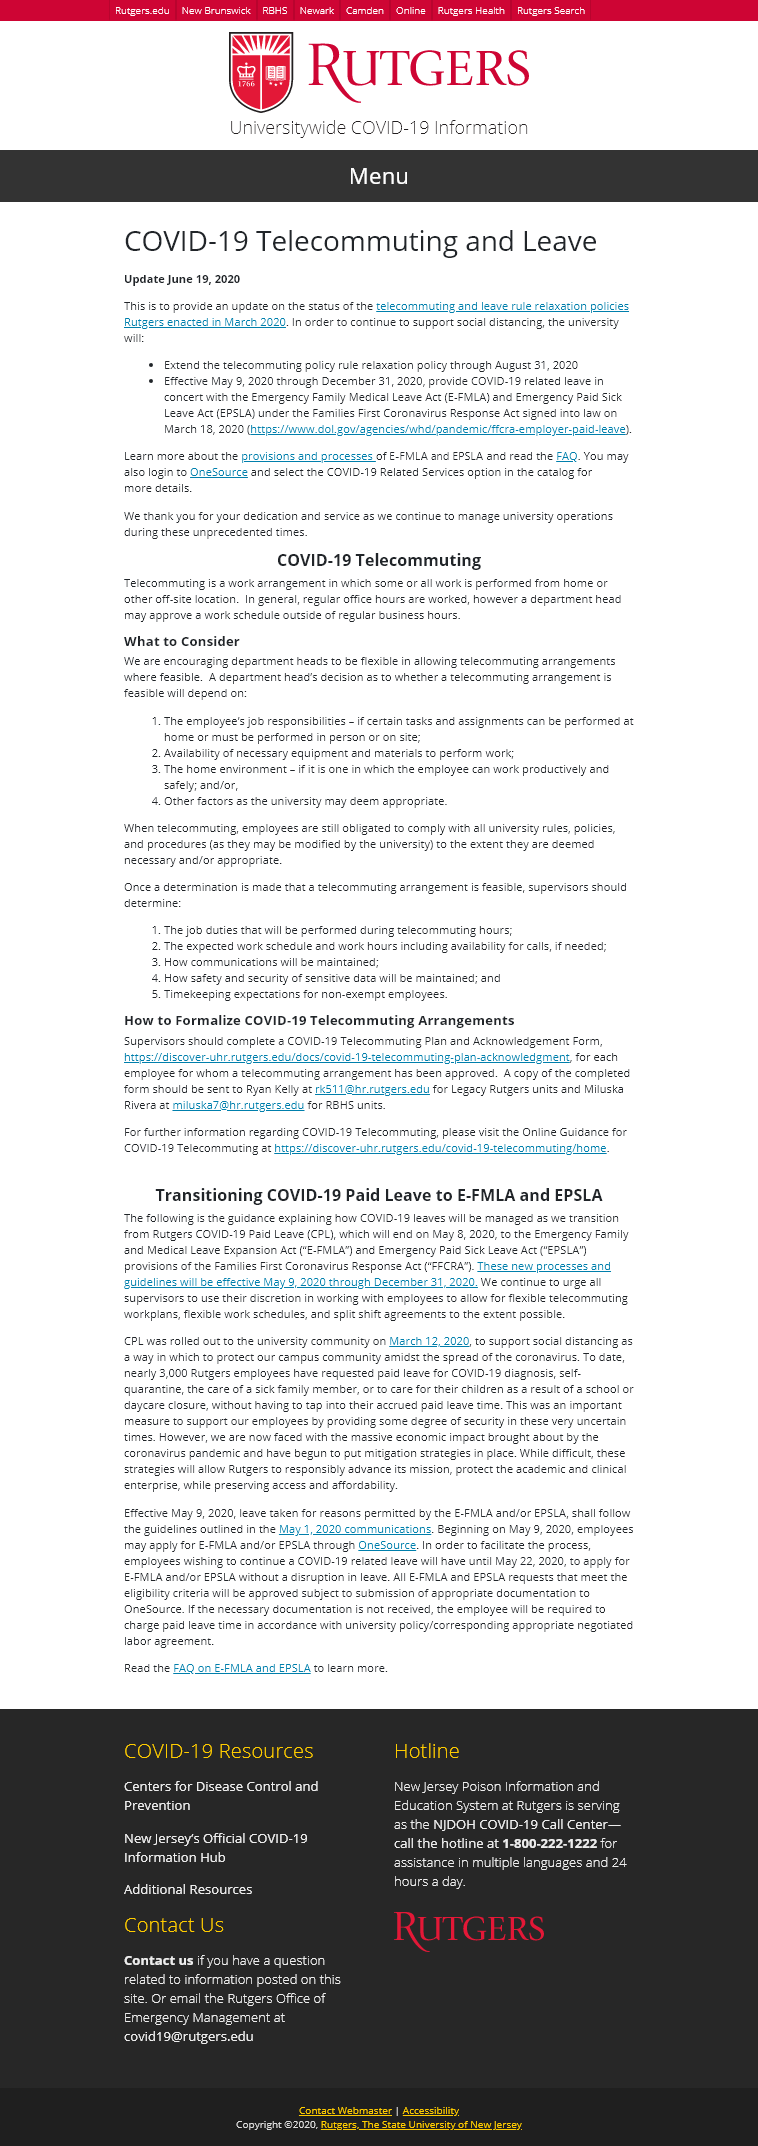 Rutgers.edu New Brunswick RBHS Newark Camden Online Rutgers Health Rutgers Search
1766
RUTGERS
Universitywide COVID-19 Information
Menu
COVID-19 Telecommuting and Leave
Update June 19, 2020
This is to provide an update on the status of the telecommuting and leave rule relaxation policies
Rutgers enacted in March 2020. In order to continue to support social distancing, the university
will:
• Extend the telecommuting policy rule relaxation policy through August 31, 2020
• Effective May 9, 2020 through December 31, 2020, provide COVID-19 related leave in
concert with the Emergency Family Medical Leave Act (E-FMLA) and Emergency Paid Sick
Leave Act (EPSLA) under the Families First Coronavirus Response Act signed into law on
March 18, 2020 (https://www.dol.gov/agencies/whd/pandemic/ffcra-employer-paid-leave).
Learn more about the provisions and processes of E-FMLA and EPSLA and read the FAQ. You may
also login to OneSource and select the COVID-19 Related Services option in the catalog for
more details.
We thank you for your dedication and service as we continue to manage university operations
during these unprecedented times.
COVID-19 Telecommuting
Telecommuting is a work arrangement in which some or all work is performed from home or
other off-site location.  In general, regular office hours are worked, however a department head
may approve a work schedule outside of regular business hours.
What to Consider
We are encouraging department heads to be flexible in allowing telecommuting arrangements
where feasible.  A department head's decision as to whether a telecommuting arrangement is
feasible will depend on:
1. The employee's job responsibilities – if certain tasks and assignments can be performed at
home or must be performed in person or on site;
2. Availability of necessary equipment and materials to perform work;
3. The home environment – if it is one in which the employee can work productively and
safely; and/or,
4. Other factors as the university may deem appropriate.
When telecommuting, employees are still obligated to comply with all university rules, policies,
and procedures (as they may be modified by the university) to the extent they are deemed
necessary and/or appropriate.
Once a determination is made that a telecommuting arrangement is feasible, supervisors should
determine:
1. The job duties that will be performed during telecommuting hours;
2. The expected work schedule and work hours including availability for calls, if needed;
3. How communications will be maintained;
4. How safety and security of sensitive data will be maintained; and
5. Timekeeping expectations for non-exempt employees.
How to Formalize COVID-19 Telecommuting Arrangements
Supervisors should complete a COVID-19 Telecommuting Plan and Acknowledgement Form,
https://discover-uhr.rutgers.edu/docs/covid-19-telecommuting-plan-acknowledgment, for each
employee for whom a telecommuting arrangement has been approved.  A copy of the completed
form should be sent to Ryan Kelly at rk511@hr.rutgers.edu for Legacy Rutgers units and Miluska
Rivera at miluska7@hr.rutgers.edu for RBHS units.
For further information regarding COVID-19 Telecommuting, please visit the Online Guidance for
COVID-19 Telecommuting at https://discover-uhr.rutgers.edu/covid-19-telecommuting/home.
Transitioning COVID-19 Paid Leave to E-FMLA and EPSLA
The following is the guidance explaining how COVID-19 leaves will be managed as we transition
from Rutgers COVID-19 Paid Leave (CPL), which will end on May 8, 2020, to the Emergency Family
and Medical Leave Expansion Act (“E-FMLA”) and Emergency Paid Sick Leave Act (“EPSLA”)
provisions of the Families First Coronavirus Response Act (“FFCRA”). These new processes and
guidelines will be effective May 9, 2020 through December 31, 2020. We continue to urge all
supervisors to use their discretion in working with employees to allow for flexible telecommuting
workplans, flexible work schedules, and split shift agreements to the extent possible.
CPL was rolled out to the university community on March 12, 2020, to support social distancing as
a way in which to protect our campus community amidst the spread of the coronavirus. To date,
nearly 3,000 Rutgers employees have requested paid leave for COVID-19 diagnosis, self-
quarantine, the care of a sick family member, or to care for their children as a result of a school or
daycare closure, without having to tap into their accrued paid leave time. This was an important
measure to support our employees by providing some degree of security in these very uncertain
times. However, we are now faced with the massive economic impact brought about by the
coronavirus pandemic and have begun to put mitigation strategies in place. While difficult, these
strategies will allow Rutgers to responsibly advance its mission, protect the academic and clinical
enterprise, while preserving access and affordability.
Effective May 9, 2020, leave taken for reasons permitted by the E-FMLA and/or EPSLA, shall follow
the guidelines outlined in the May 1, 2020 communications. Beginning on May 9, 2020, employees
may apply for E-FMLA and/or EPSLA through OneSource. In order to facilitate the process,
employees wishing to continue a COVID-19 related leave will have until May 22, 2020, to apply for
E-FMLA and/or EPSLA without a disruption in leave. All E-FMLA and EPSLA requests that meet the
eligibility criteria will be approved subject to submission of appropriate documentation to
OneSource. If the necessary documentation is not received, the employee will be required to
charge paid leave time in accordance with university policy/corresponding appropriate negotiated
labor agreement.
Read the FAQ on E-FMLA and EPSLA to learn more.
COVID-19 Resources
Centers for Disease Control and
Prevention
New Jersey's Official COVID-19
Information Hub
Additional Resources
Contact Us
Contact us if you have a question
related to information posted on this
site. Or email the Rutgers Office of
Emergency Management at
covid19@rutgers.edu
Hotline
New Jersey Poison Information and
Education System at Rutgers is serving
as the NJDOH COVID-19 Call Center—
call the hotline at 1-800-222-1222 for
assistance in multiple languages and 24
hours a day.
RUTGERS
Contact Webmaster | Accessibility
Copyright ©2020, Rutgers, The State University of New Jersey